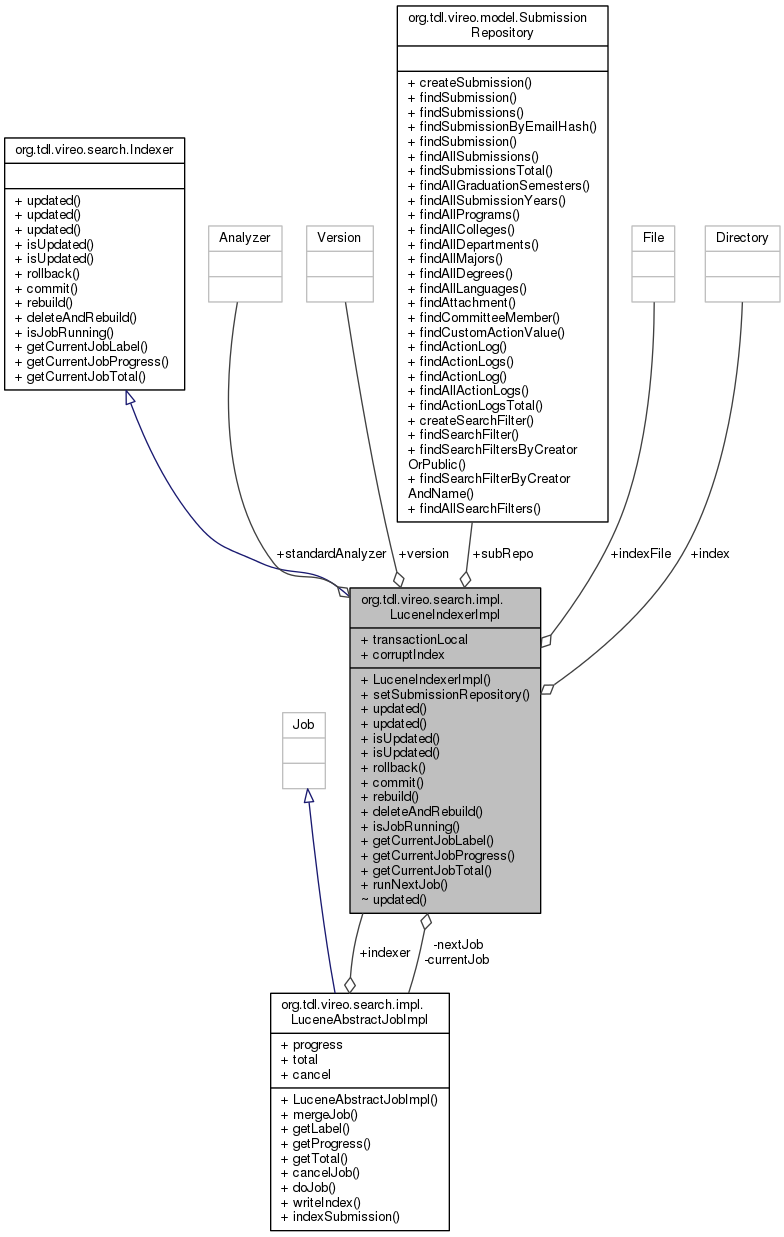 org.tdl.vireo.model.Submission
Repository
+ createSubmission()
+ findSubmission()
+ findSubmissions()
+ findSubmissionByEmailHash()
+ findSubmission()
+ findAllSubmissions()
+ findSubmissionsTotal()
+ findAllGraduationSemesters()
+ findAllSubmissionYears()
+ findAllPrograms()
+ findAllColleges()
+ findAllDepartments()
+ findAllMajors()
+ findAllDegrees()
+ findAllLanguages()
+ findAttachment()
+ findCommitteeMember()
+ findCustomActionValue()
+ findActionLog()
+ findActionLogs()
+ findActionLog()
+ findAllActionLogs()
+ findActionLogsTotal()
+ createSearchFilter()
+ findSearchFilter()
+ findSearchFiltersByCreator
OrPublic()
+ findSearchFilterByCreator
AndName()
+ findAllSearchFilters()
org.tdl.vireo.search.Indexer
+ updated()
+ updated()
+ updated()
+ isUpdated()
+ isUpdated()
+ rollback()
+ commit()
+ rebuild()
+ deleteAndRebuild()
+ isJobRunning()
+ getCurrentJobLabel()
+ getCurrentJobProgress()
+ getCurrentJobTotal()
Analyzer
Version
File
Directory
+standardAnalyzer
+version
+subRepo
+indexFile
+index
org.tdl.vireo.search.impl.
LuceneIndexerImpl
+ transactionLocal
+ corruptIndex
+ LuceneIndexerImpl()
+ setSubmissionRepository()
+ updated()
+ updated()
+ isUpdated()
+ isUpdated()
+ rollback()
+ commit()
+ rebuild()
+ deleteAndRebuild()
+ isJobRunning()
+ getCurrentJobLabel()
+ getCurrentJobProgress()
+ getCurrentJobTotal()
+ runNextJob()
~ updated()
Job
+indexer
-nextJob
-currentJob
org.tdl.vireo.search.impl.
LuceneAbstractJobImpl
+ progress
+ total
+ cancel
+ LuceneAbstractJobImpl()
+ mergeJob()
+ getLabel()
+ getProgress()
+ getTotal()
+ cancelJob()
+ doJob()
+ writeIndex()
+ indexSubmission()